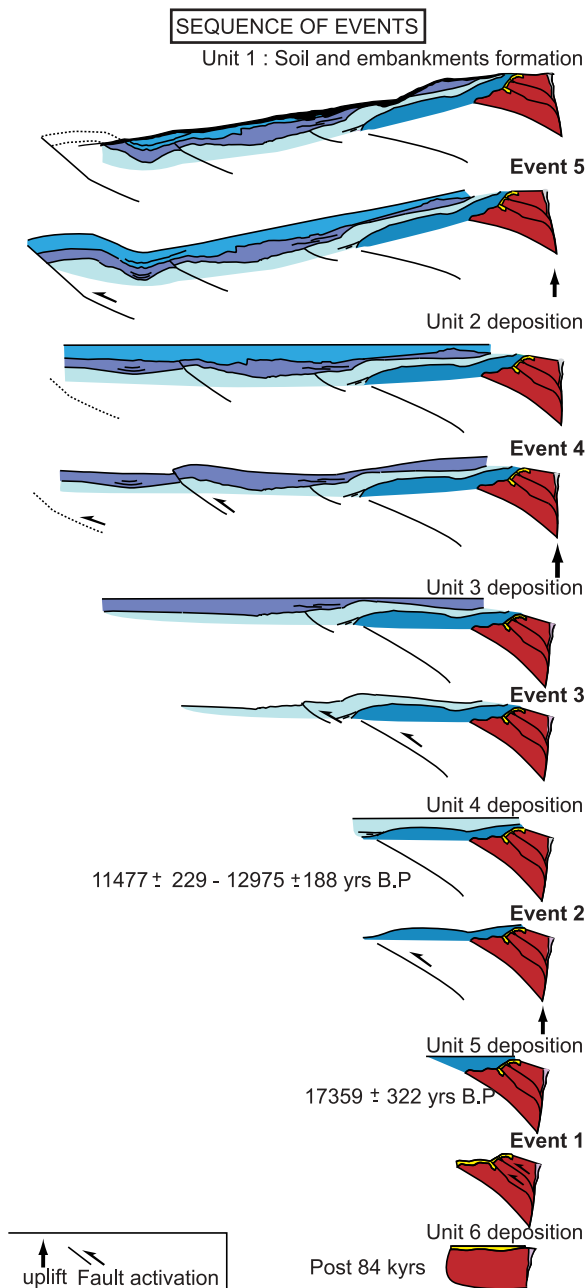 SEQUENCE OF EVENTS
Unit 1 : Soil and embankments formation
Event 5
Unit 2 deposition
Event 4
Unit 3 deposition
Event 3
Unit 4 deposition
11477 ± 229 - 12975 ±188 yrs B.P
Event 2
Unit 5 deposition
17359 ± 322 yrs B.P
Event 1
Unit 6 deposition
Post 84 kyrs
uplift Fault activation